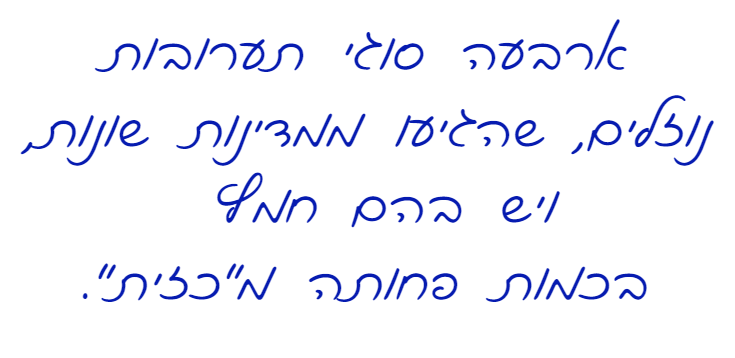 ארבעה סוגי תערובות
נוזלים, שהגיעו ממדינות שונות,
ויש בהם חמץ
בכמות פחותה מ"כזית".